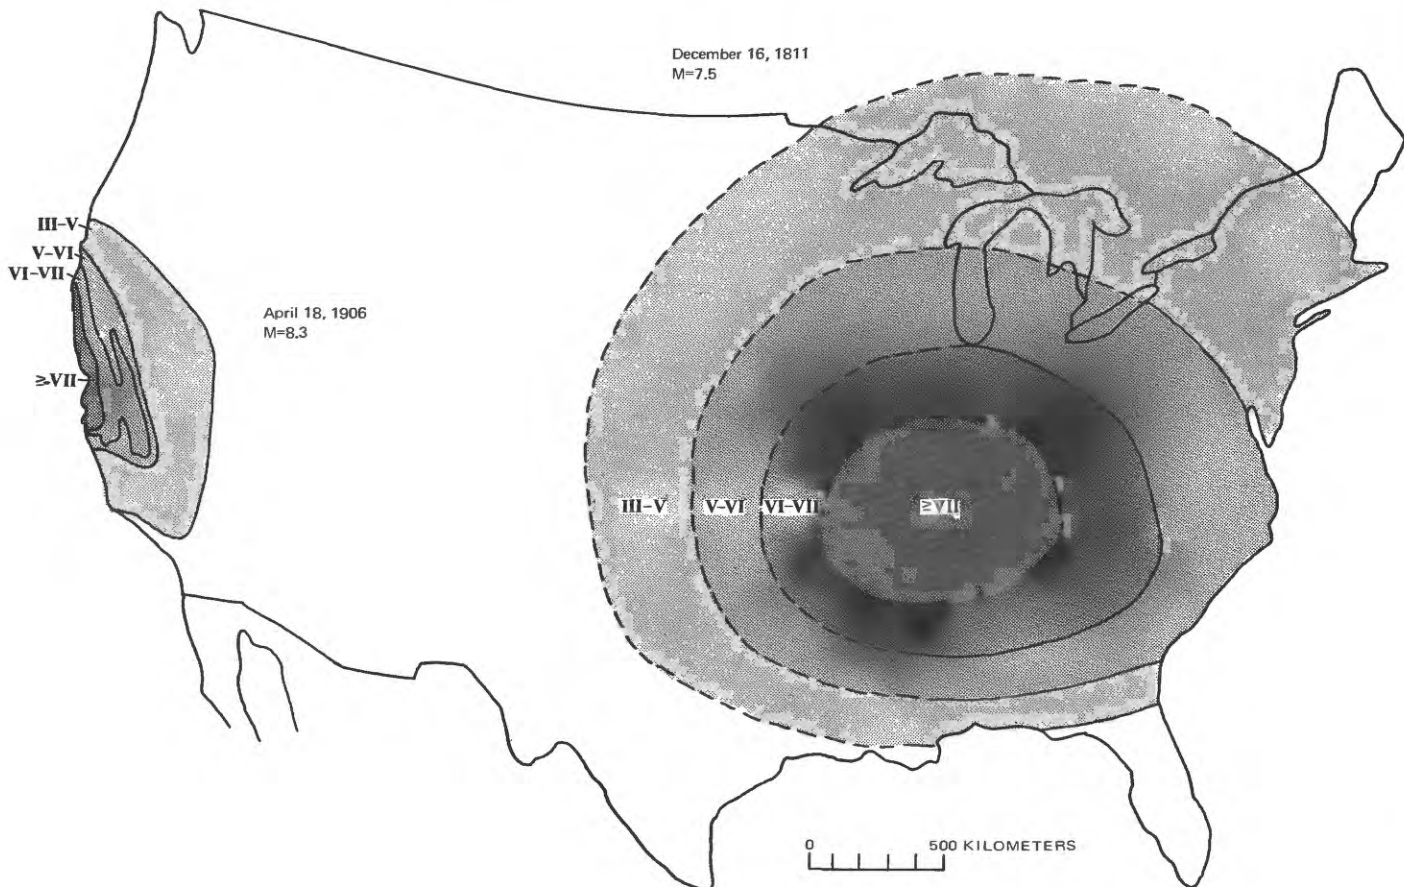 December 16, 1811
M=7.5
III–V
V–VI
VI–VII
April 18, 1906
M=8.3
≥VII
III–V
V–VI
VI–VII
≥VII
0
500 KILOMETERS